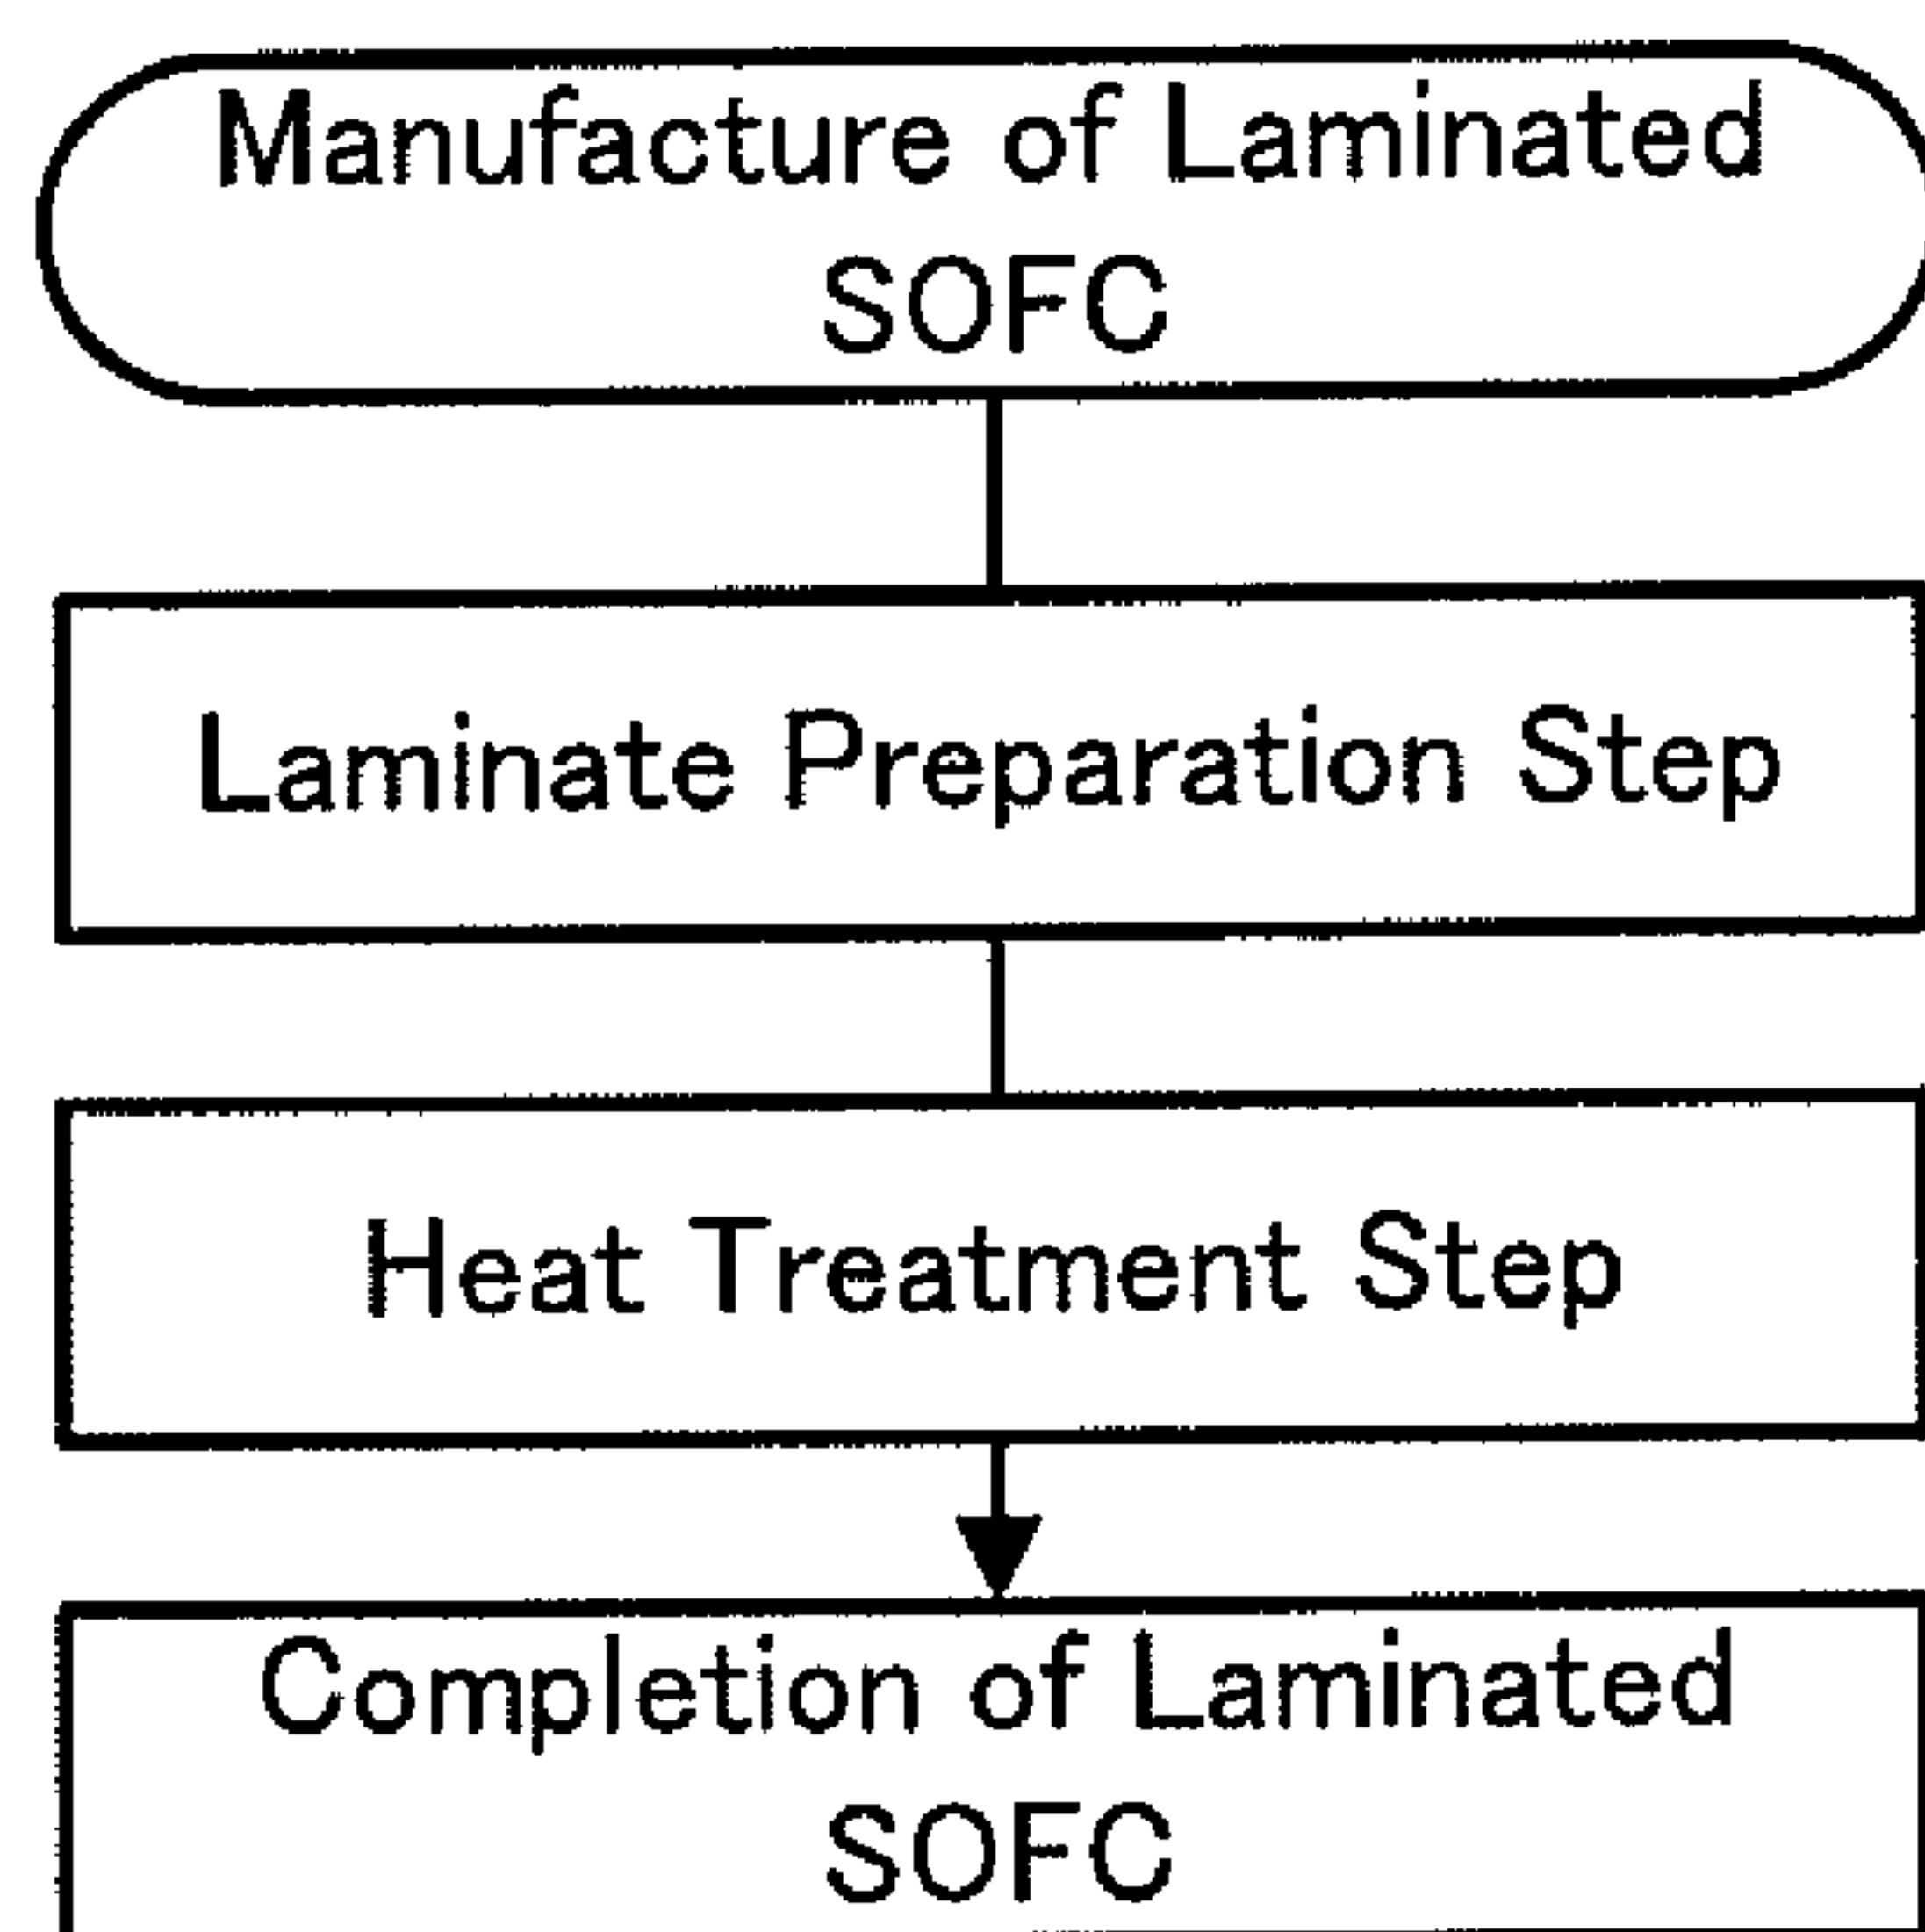 Manufacture of Laminated
SOFC
Laminate Preparation Step
Heat Treatment Step
Completion of Laminated
SOFC